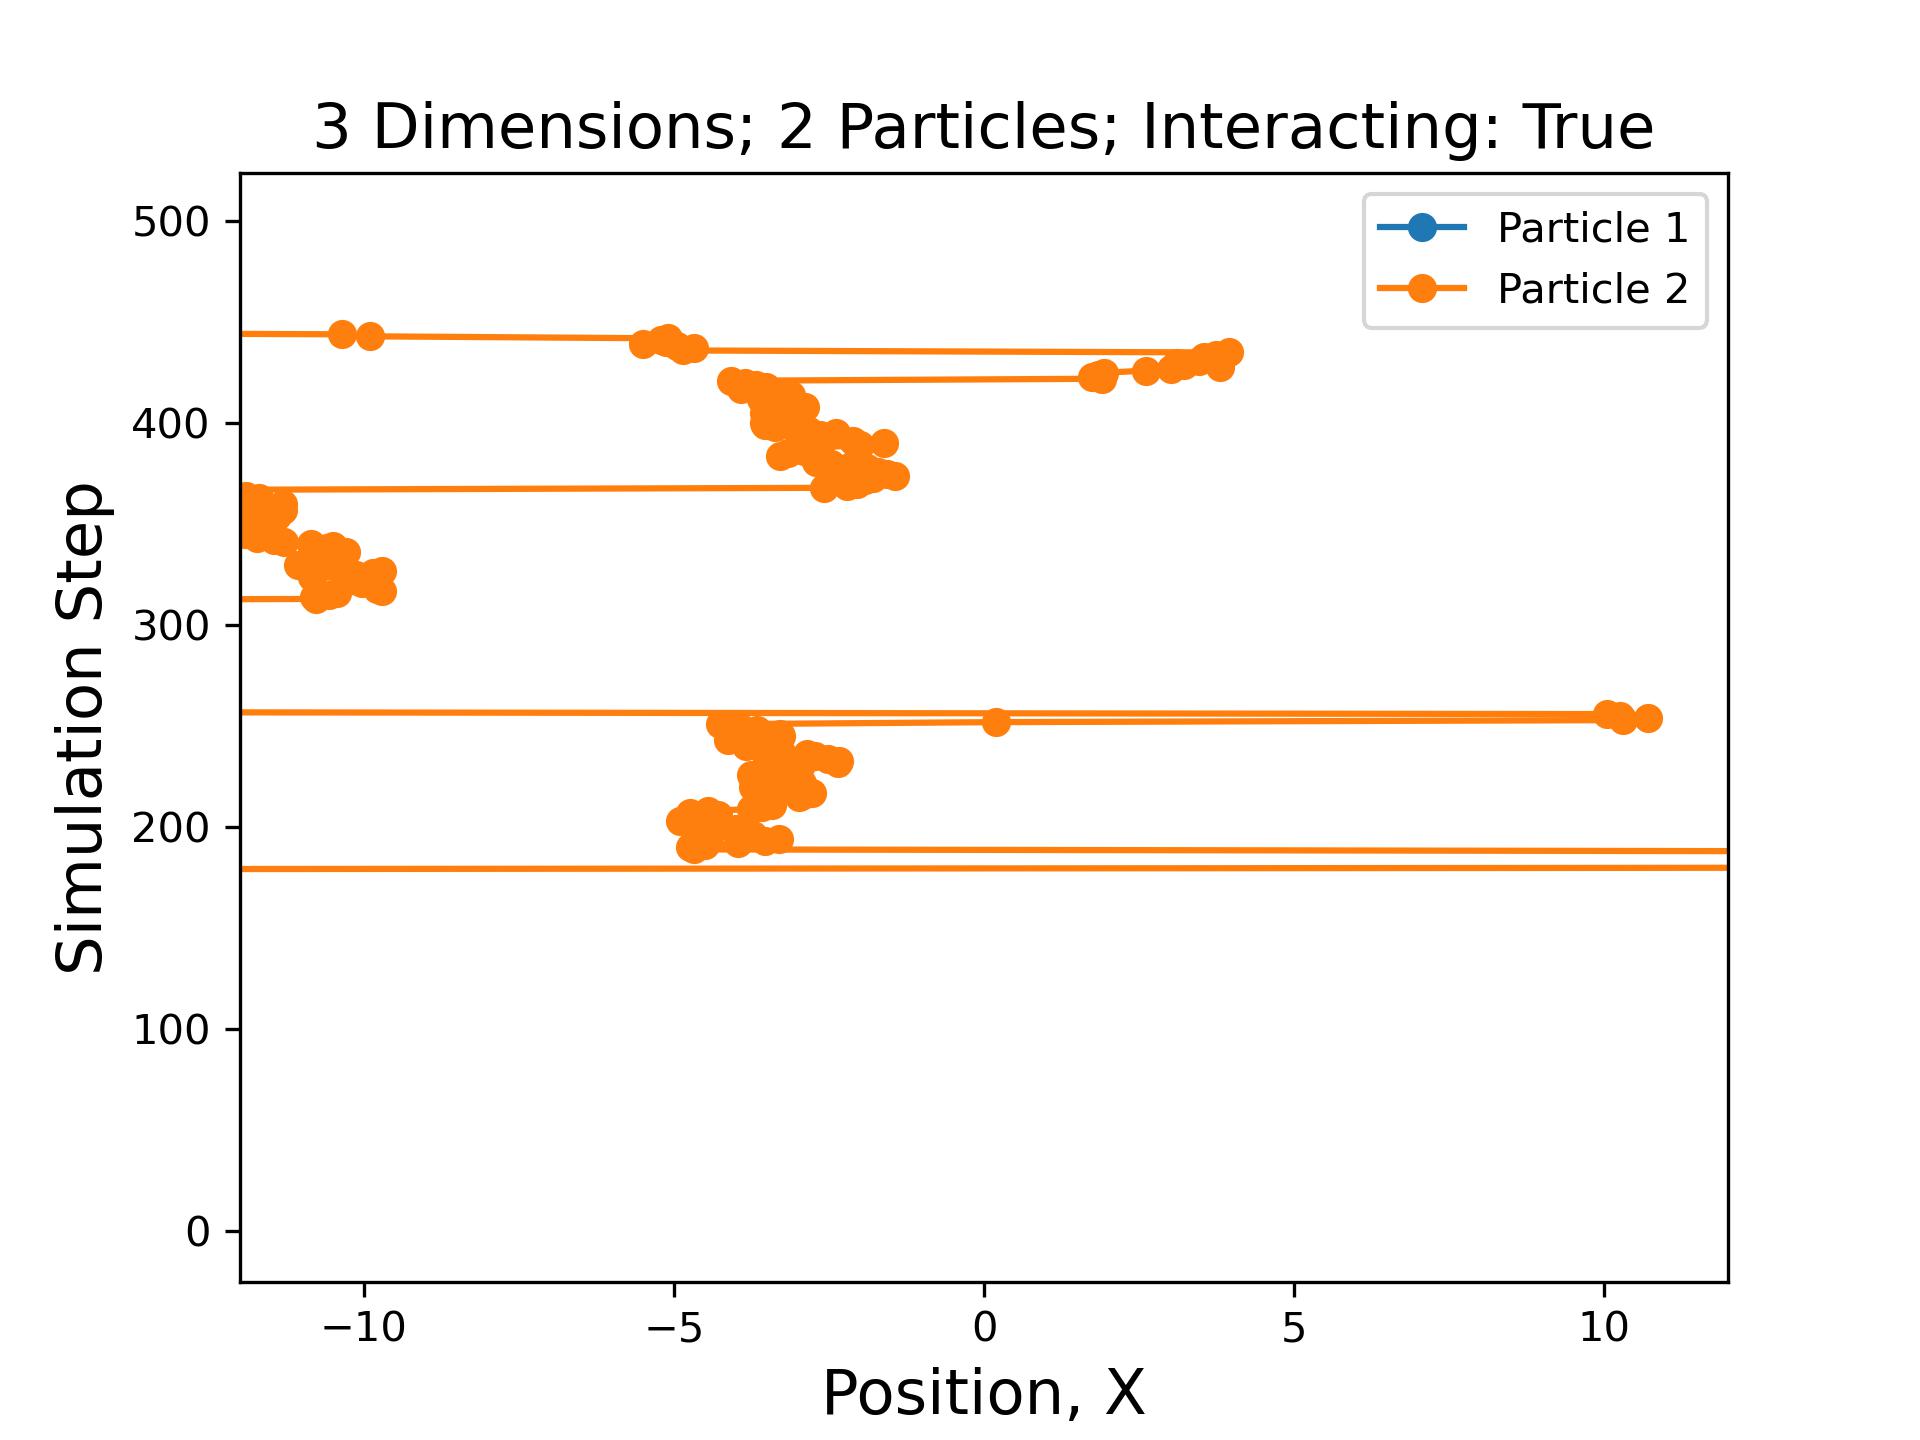 3 Dimensions; 2 Particles; Interacting: True
Particle 1
Particle 2
500
400
300
200
100
0
Simulation Step
−10
−5
0
5
10
Position, X